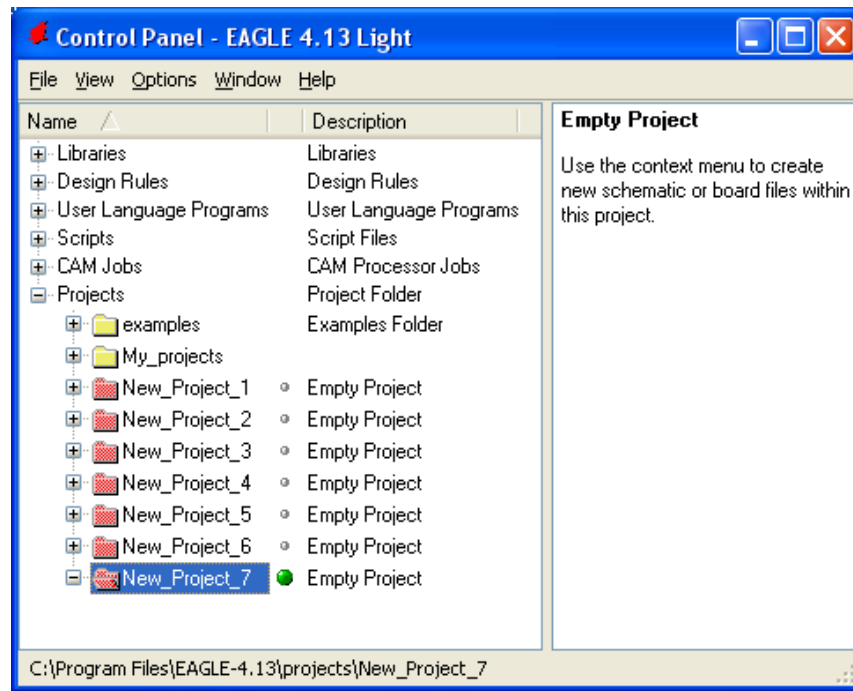 Control Panel - EAGLE 4.13 Light
File View Options Window Help
Name Description
Libraries Libraries
Design Rules Design Rules
User Language Programs User Language Programs
Scripts Script Files
CAM Jobs CAM Processor Jobs
Projects Project Folder
examples Examples Folder
My_projects
New_Project_1 Empty Project
New_Project_2 Empty Project
New_Project_3 Empty Project
New_Project_4 Empty Project
New_Project_5 Empty Project
New_Project_6 Empty Project
New_Project_7 Empty Project
Empty Project
Use the context menu to create
new schematic or board files within
this project.
C:\Program Files\EAGLE-4.13\projects\New_Project_7